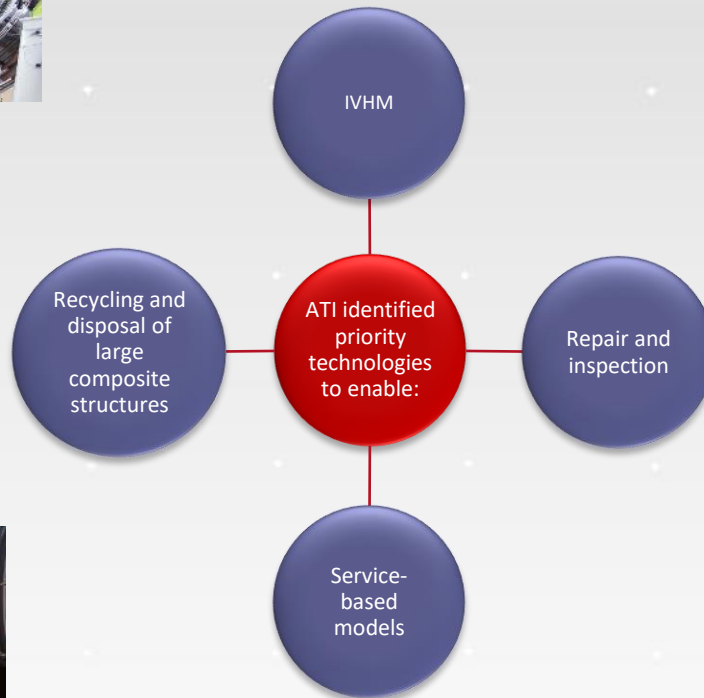 IVHM
Recycling and
disposal of
large
composite
structures
ATI identified
priority
technologies
to enable:
Repair and
inspection
Service-
based
models